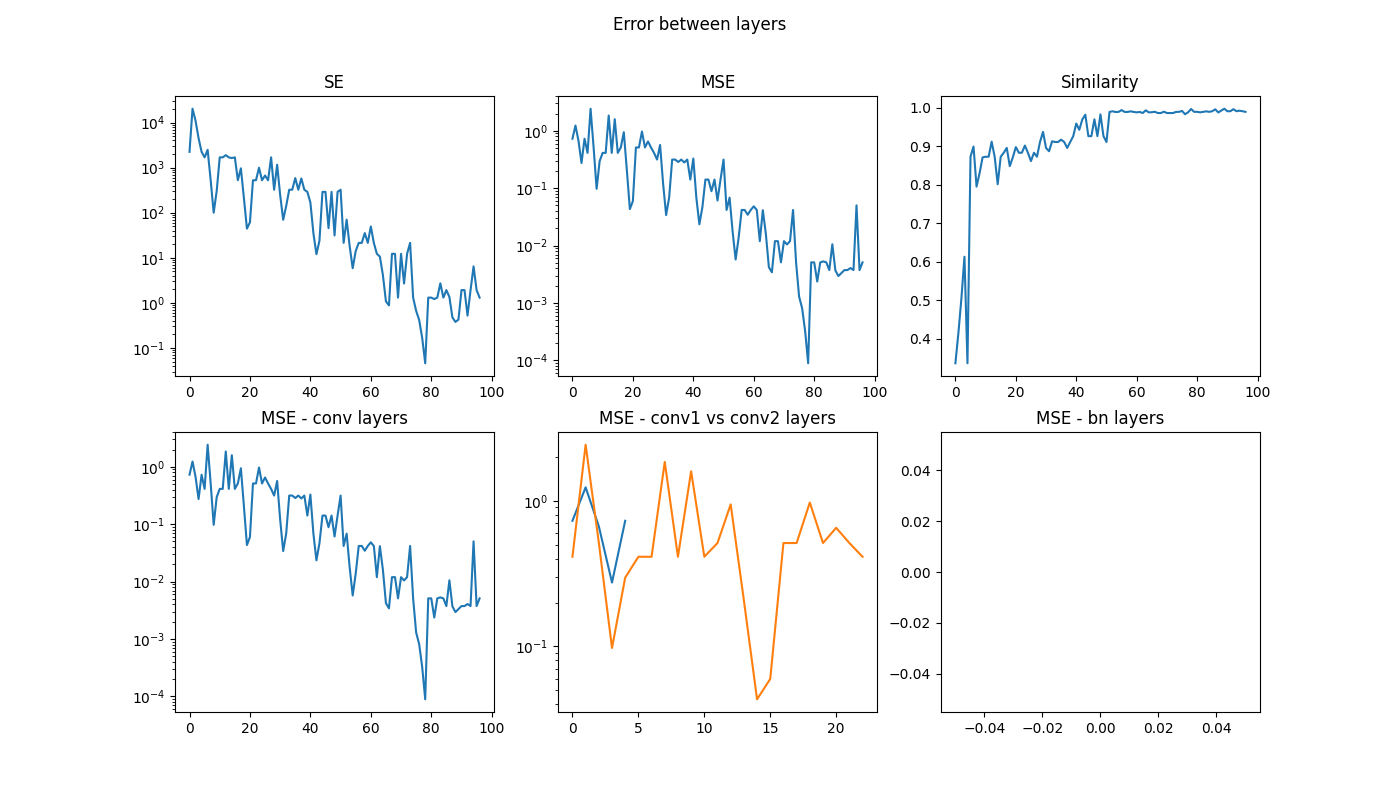 Error between layers
SE
MSE
Similarity
10^4
10^3
10^2
10^1
10^0
10^-1
0 20 40 60 80 100
10^0
10^-1
10^-2
10^-3
10^-4
0 20 40 60 80 100
1.0
0.9
0.8
0.7
0.6
0.5
0.4
0 20 40 60 80 100
MSE - conv layers
MSE - conv1 vs conv2 layers
MSE - bn layers
10^0
10^-1
10^-2
10^-3
10^-4
0 20 40 60 80 100
10^0
10^-1
0 5 10 15 20
0.04
0.02
0.00
−0.02
−0.04
−0.04 −0.02 0.00 0.02 0.04